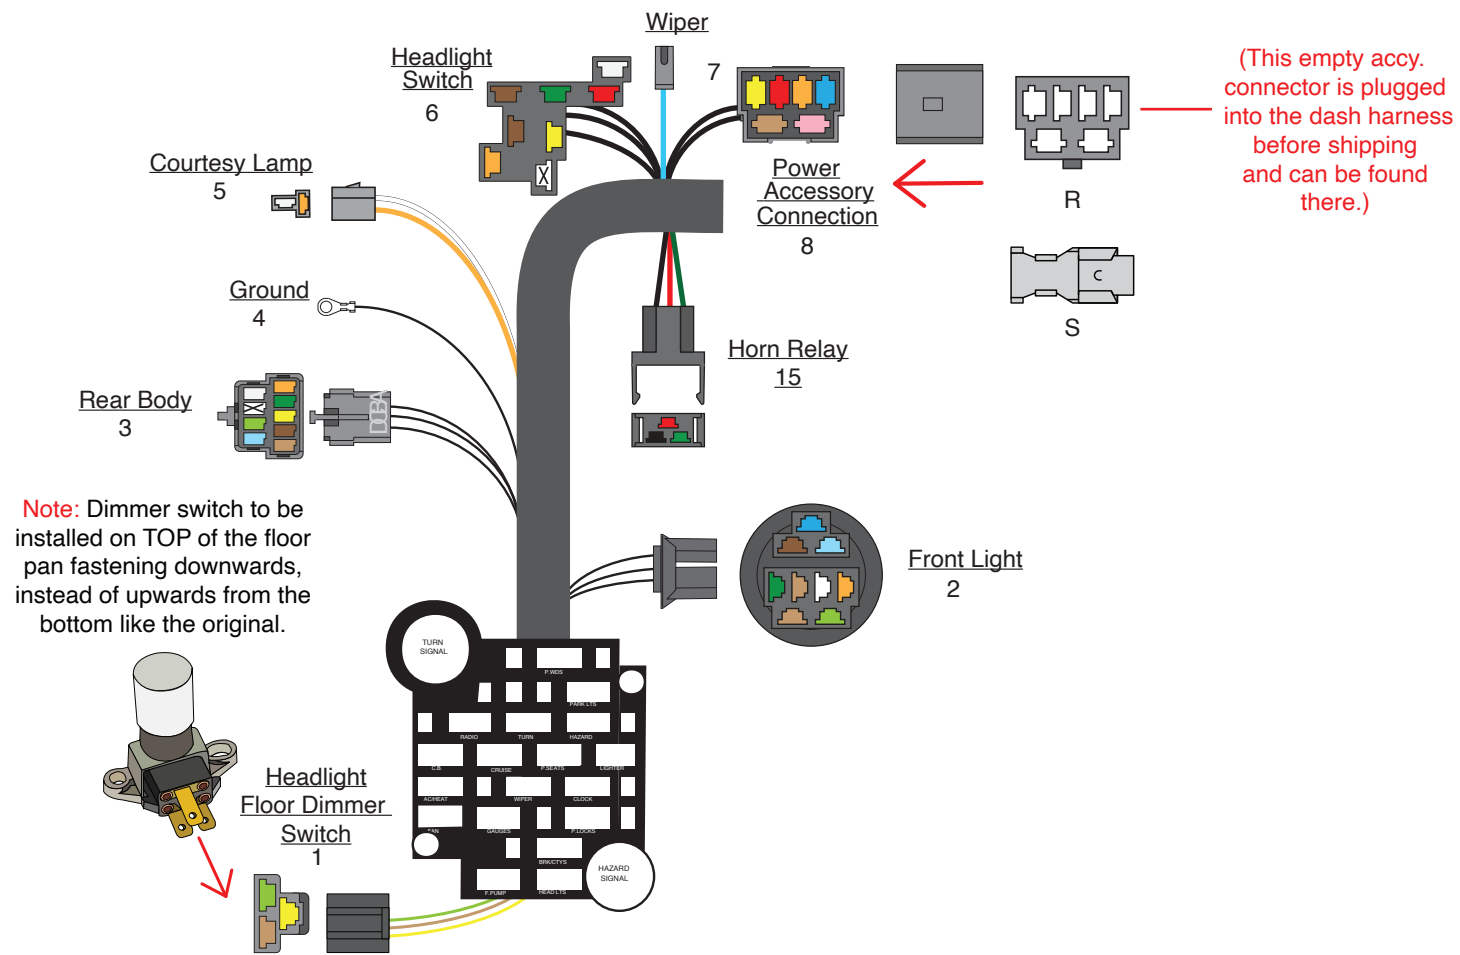 Wiper
7
Headlight
Switch
6
(This empty accy.
connector is plugged
into the dash harness
before shipping
and can be found
there.)
Courtesy Lamp
5
Power
Accessory
Connection
8
R
Ground
4
S
Horn Relay
15
Rear Body
3
D C B A
Note: Dimmer switch to be
installed on TOP of the floor
pan fastening downwards,
instead of upwards from the
bottom like the original.
Front Light
2
TURN
SIGNAL
P.WDS
PARK LTS
RADIO TURN HAZARD
C.B. CRUISE P.SEATS LIGHTER
AC/HEAT WIPER CLOCK
FAN GAUGES P.LOCKS
BRK/CTYS
F.PUMP HEAD LTS
HAZARD
SIGNAL
Headlight
Floor Dimmer
Switch
1